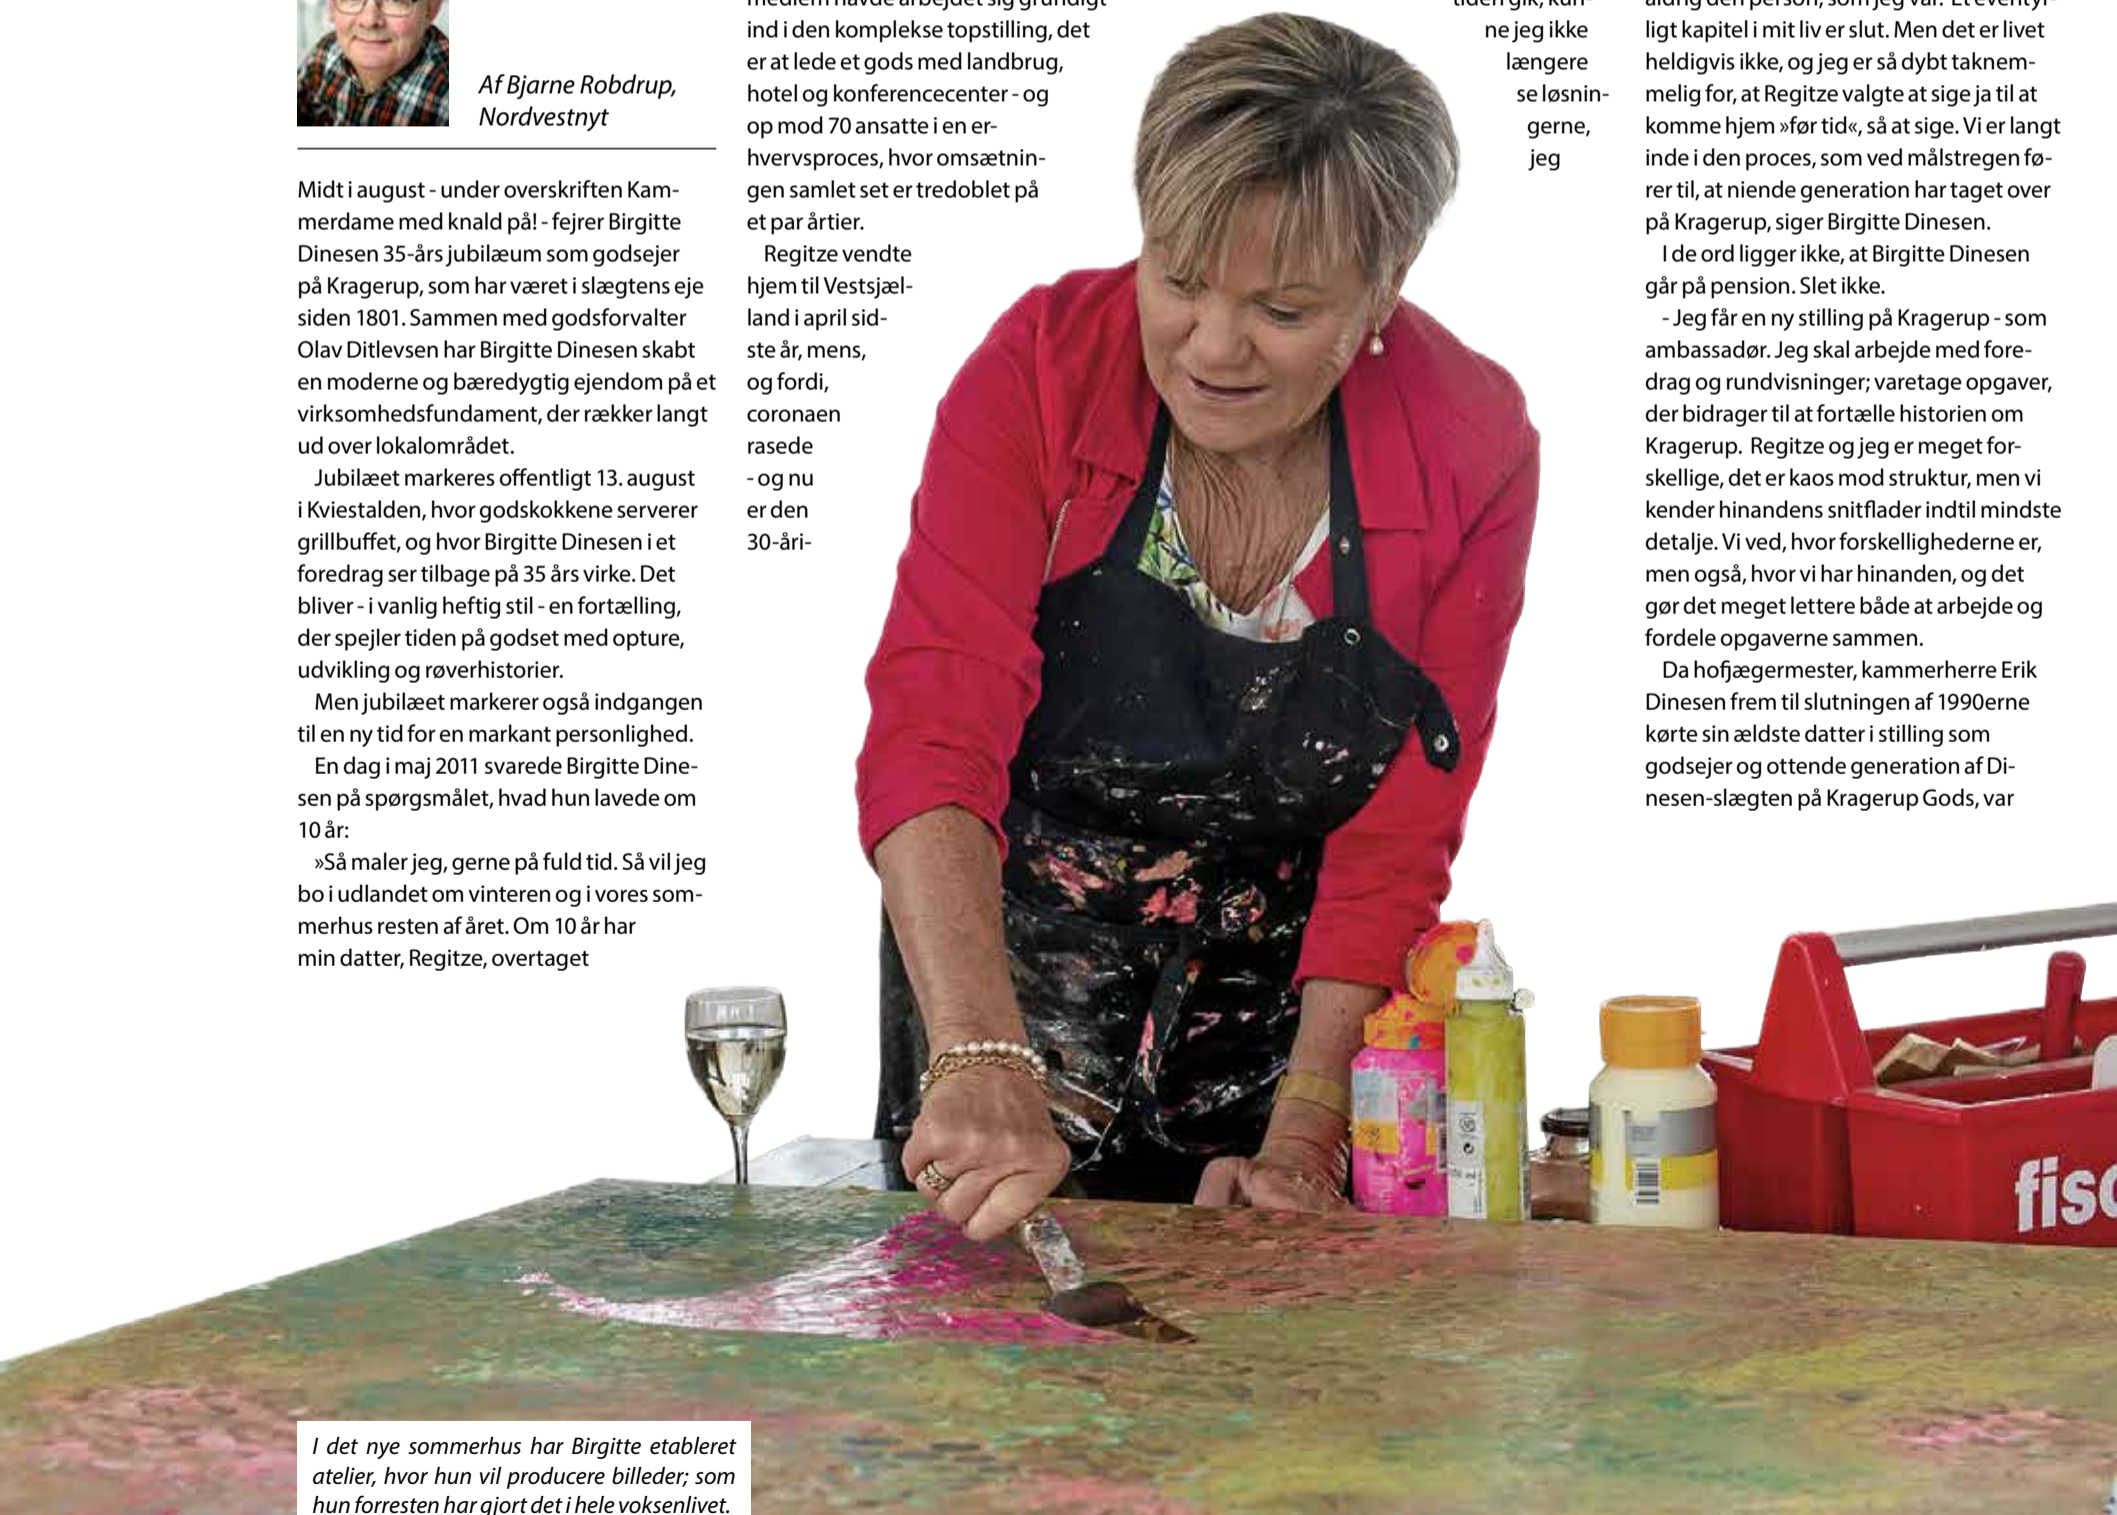 Af Bjarne Robdrup,
Nordvestnyt
Midt i august - under overskriften Kam-
merdame med knald på! - fejrer Birgitte
Dinesen 35-års jubilæum som godsejer
på Kragerup, som har været i slægtens eje
siden 1801. Sammen med godsforvalter
Olav Ditlevsen har Birgitte Dinesen skabt
en moderne og bæredygtig ejendom på et
virksomhedsfundament, der rækker langt
ud over lokalområdet.
Jubilæet markeres offentligt 13. august
i Kviestalden, hvor godskokkene serverer
grillbuffet, og hvor Birgitte Dinesen i et
foredrag ser tilbage på 35 års virke. Det
bliver - i vanlig heftig stil - en fortælling,
der spejler tiden på godset med opture,
udvikling og røverhistorier.
Men jubilæet markerer også indgangen
til en ny tid for en markant personlighed.
En dag i maj 2011 svarede Birgitte Dine-
sen på spørgsmålet, hvad hun lavede om
10 år:
»Så maler jeg, gerne på fuld tid. Så vil jeg
bo i udlandet om vinteren og i vores som-
merhus resten af året. Om 10 år har
min datter, Regitze, overtaget
medlem havde arbejdet sig grundigt
ind i den komplekse topstilling, det
er at lede et gods med landbrug,
hotel og konferencecenter - og
op mod 70 ansatte i en er-
hvervsproces, hvor omsætnin-
gen samlet set er tredoblet på
et par årtier.
Regitze vendte
hjem til Vestsjæl-
land i april sid-
ste år, mens,
og fordi,
coronaen
rasede
- og nu
er den
30-åri-
tiden gik, kun-
ne jeg ikke
længere
se løsnin-
gerne,
jeg
aldrig den person, som jeg var. Et eventyr-
ligt kapitel i mit liv er slut. Men det er livet
heldigvis ikke, og jeg er så dybt taknem-
melig for, at Regitze valgte at sige ja til at
komme hjem »før tid«, så at sige. Vi er langt
inde i den proces, som ved målstregen fø-
rer til, at niende generation har taget over
på Kragerup, siger Birgitte Dinesen.
I de ord ligger ikke, at Birgitte Dinesen
går på pension. Slet ikke.
- Jeg får en ny stilling på Kragerup - som
ambassadør. Jeg skal arbejde med fore-
drag og rundvisninger; varetage opgaver,
der bidrager til at fortælle historien om
Kragerup. Regitze og jeg er meget for-
skellige, det er kaos mod struktur, men vi
kender hinandens snitflader indtil mindste
detalje. Vi ved, hvor forskellighederne er,
men også, hvor vi har hinanden, og det
gør det meget lettere både at arbejde og
fordele opgaverne sammen.
Da hofjægermester, kammerherre Erik
Dinesen frem til slutningen af 1990erne
kørte sin ældste datter i stilling som
godsejer og ottende generation af Di-
nesen-slægten på Kragerup Gods, var
fisc
I det nye sommerhus har Birgitte etableret
atelier, hvor hun vil producere billeder; som
hun forresten har gjort det i hele voksenlivet.